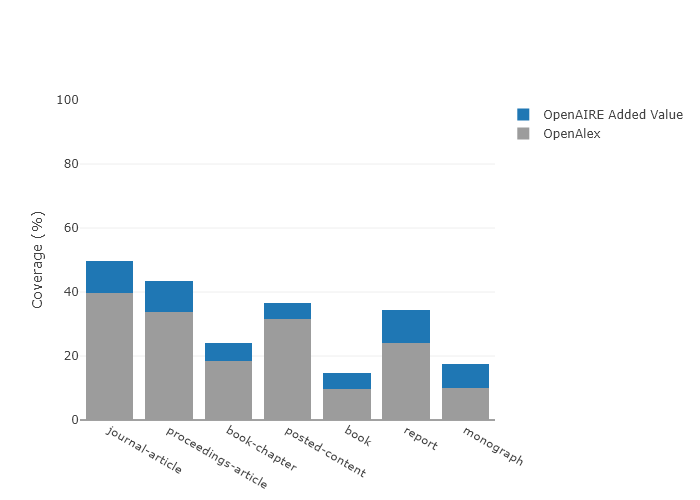 100
80
60
40
20
0
Coverage (%)
journal-article
proceedings-article
book-chapter
posted-content
book
report
monograph
OpenAIRE Added Value
OpenAlex